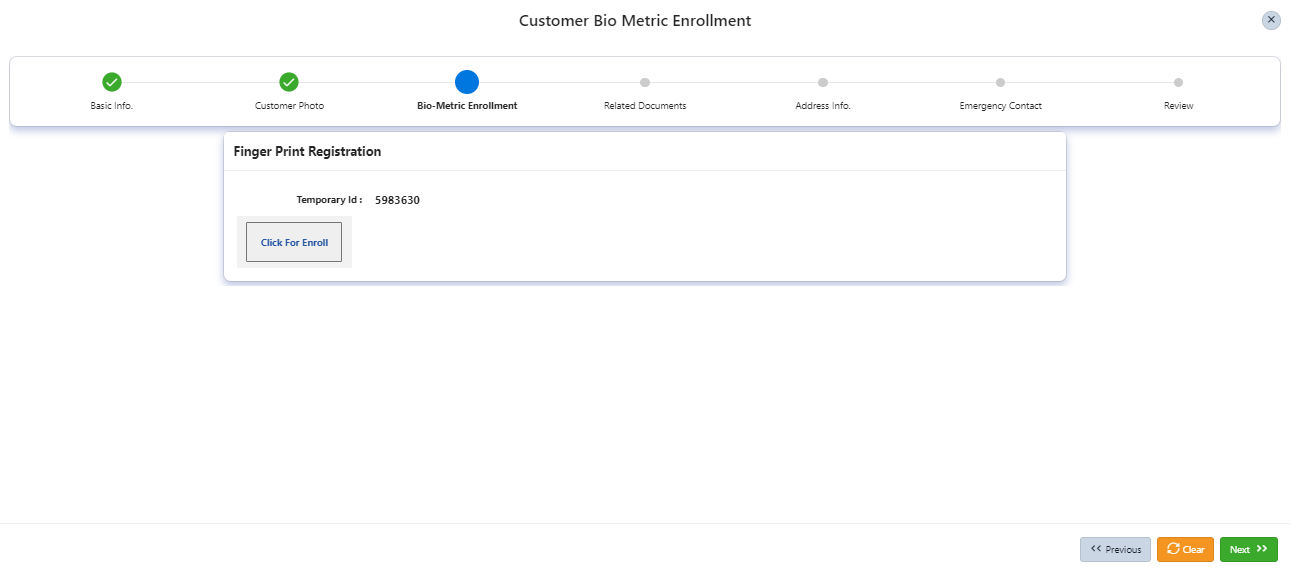 Customer Bio Metric Enrollment
Basic Info.
Customer Photo
Bio-Metric Enrollment
Related Documents
Address Info.
Emergency Contact
Review
Finger Print Registration
Temporary Id : 5983630
Click For Enroll
Previous
Clear
Next